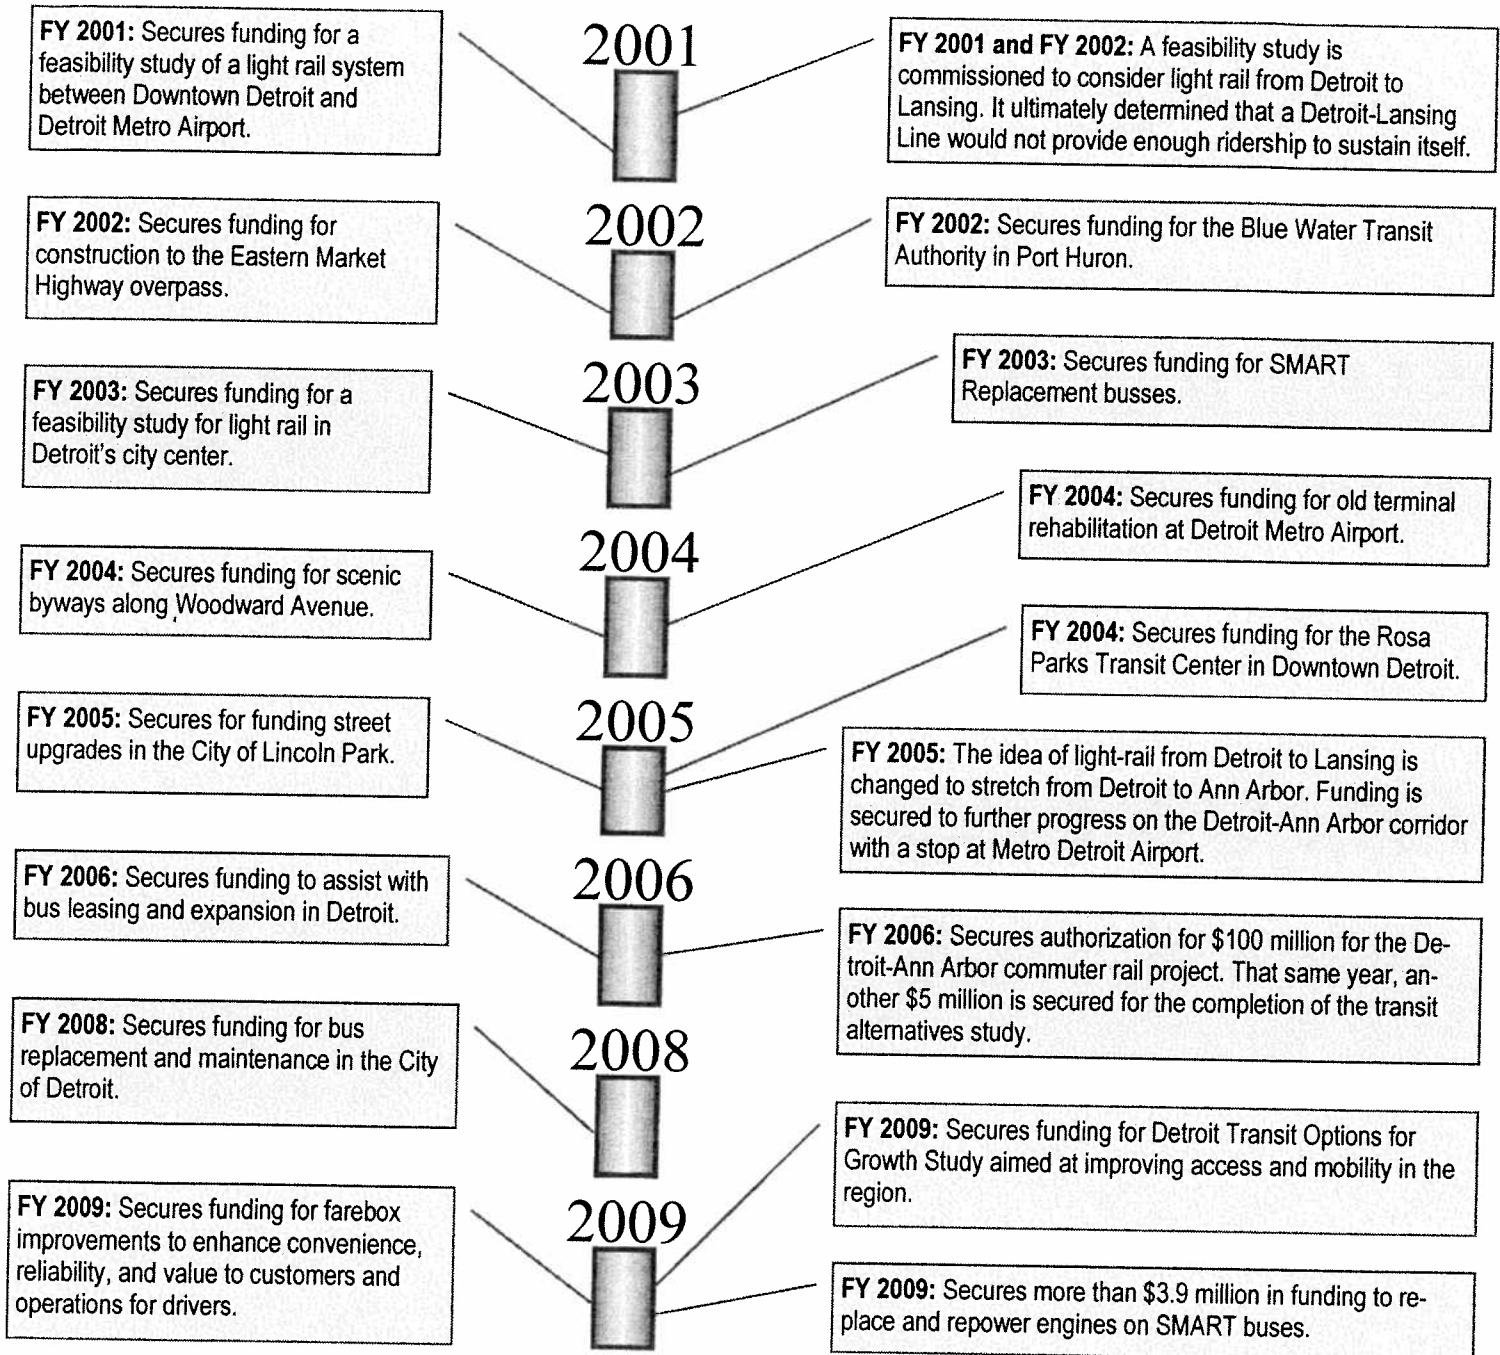 2001
FY 2001: Secures funding for a
feasibility study of a light rail system
between Downtown Detroit and
Detroit Metro Airport.
FY 2001 and FY 2002: A feasibility study is
commissioned to consider light rail from Detroit to
Lansing. It ultimately determined that a Detroit-Lansing
Line would not provide enough ridership to sustain itself.
2002
FY 2002: Secures funding for
construction to the Eastern Market
Highway overpass.
FY 2002: Secures funding for the Blue Water Transit
Authority in Port Huron.
2003
FY 2003: Secures funding for a
feasibility study for light rail in
Detroit's city center.
FY 2003: Secures funding for SMART
Replacement busses.
2004
FY 2004: Secures funding for scenic
byways along Woodward Avenue.
FY 2004: Secures funding for old terminal
rehabilitation at Detroit Metro Airport.
FY 2004: Secures funding for the Rosa
Parks Transit Center in Downtown Detroit.
2005
FY 2005: Secures for funding street
upgrades in the City of Lincoln Park.
FY 2005: The idea of light-rail from Detroit to Lansing is
changed to stretch from Detroit to Ann Arbor. Funding is
secured to further progress on the Detroit-Ann Arbor corridor
with a stop at Metro Detroit Airport.
2006
FY 2006: Secures funding to assist with
bus leasing and expansion in Detroit.
FY 2006: Secures authorization for $100 million for the De-
troit-Ann Arbor commuter rail project. That same year, an-
other $5 million is secured for the completion of the transit
alternatives study.
2008
FY 2008: Secures funding for bus
replacement and maintenance in the City
of Detroit.
2009
FY 2009: Secures funding for farebox
improvements to enhance convenience,
reliability, and value to customers and
operations for drivers.
FY 2009: Secures funding for Detroit Transit Options for
Growth Study aimed at improving access and mobility in the
region.
FY 2009: Secures more than $3.9 million in funding to re-
place and repower engines on SMART buses.